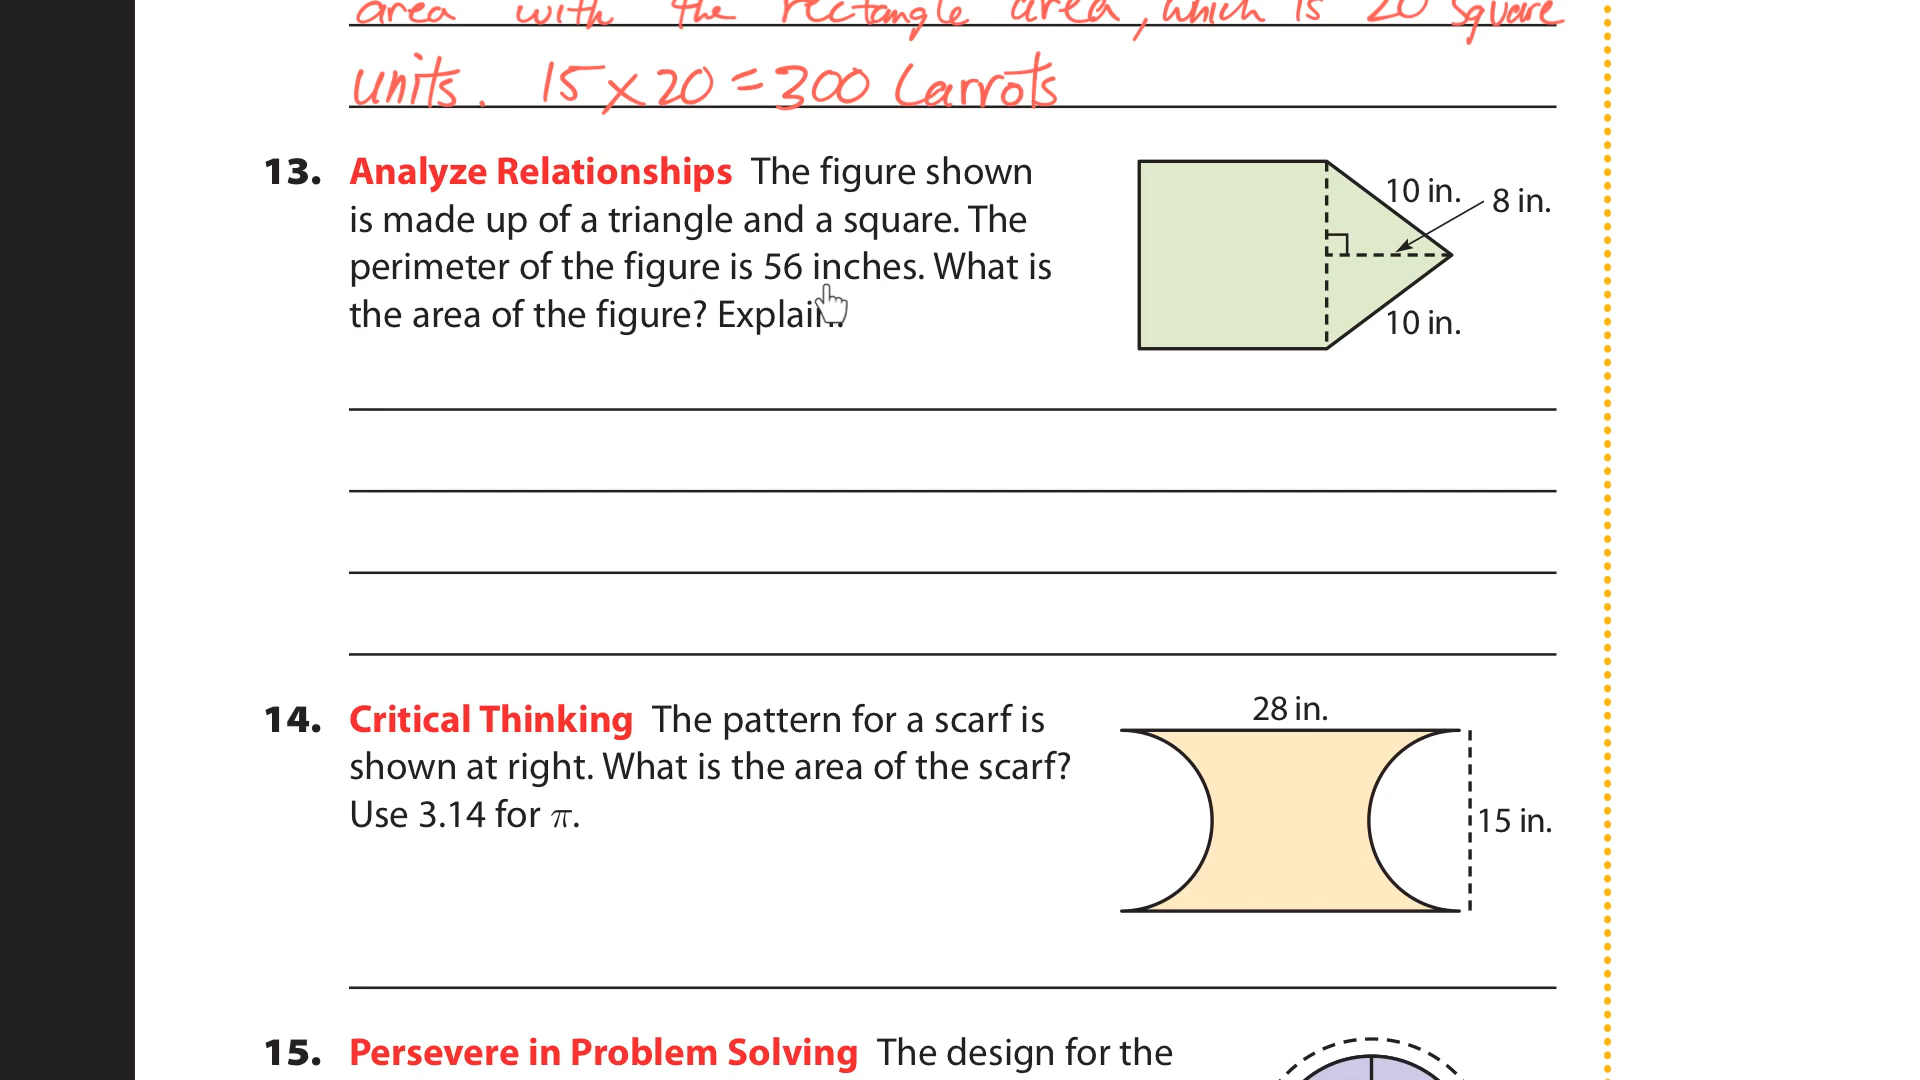 area with the rectangle area, which is 20 square
units. 15 × 20 = 300 Carrots
13. Analyze Relationships The figure shown
is made up of a triangle and a square. The
perimeter of the figure is 56 inches. What is
the area of the figure? Explain.
10 in.
8 in.
10 in.
14. Critical Thinking The pattern for a scarf is
shown at right. What is the area of the scarf?
Use 3.14 for π.
28 in.
15 in.
15. Persevere in Problem Solving The design for the